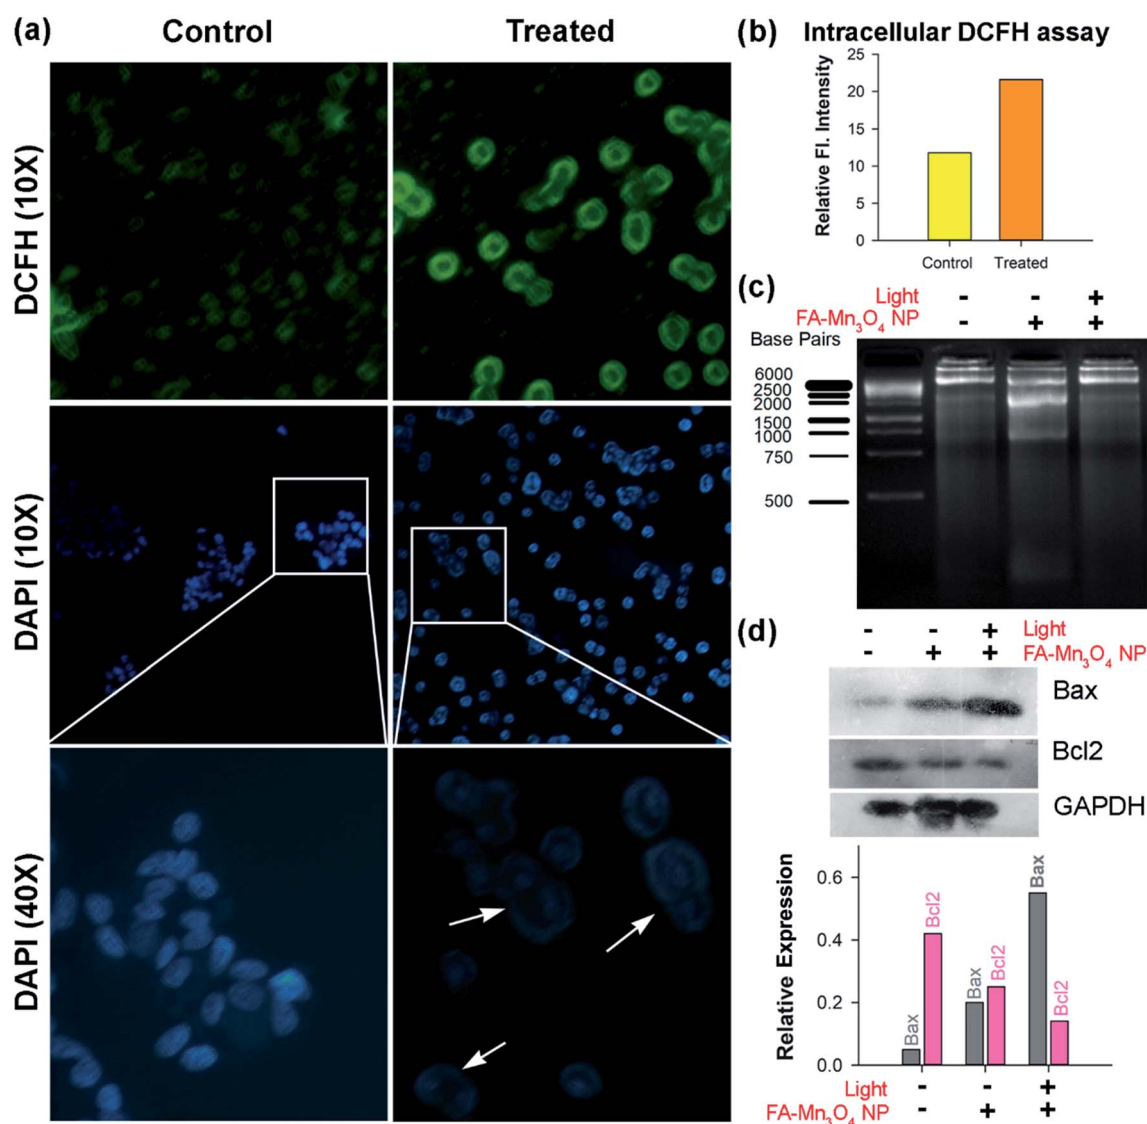 (a)
Control
Treated
DCFH (10X)
DAPI (10X)
DAPI (40X)
(b)
Intracellular DCFH assay
Relative Fl. Intensity
25
20
15
10
5
0
Control
Treated
(c)
Light - - +
FA-Mn₃O₄ NP - + +
Base Pairs
6000
2500
2000
1500
1000
750
500
(d)
- - + Light
- + + FA-Mn₃O₄ NP
Bax
Bcl2
GAPDH
Relative Expression
0.6
0.4
0.2
0.0
Bax
Bcl2
Bax
Bcl2
Bax
Bcl2
Light - - +
FA-Mn₃O₄ NP - + +